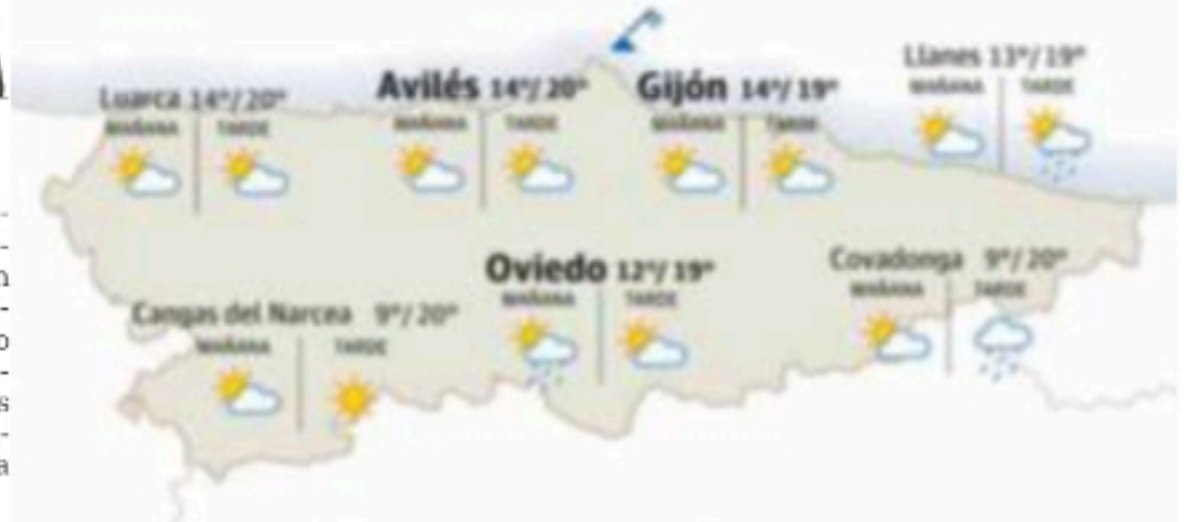 Luarca 14°/20°
MAÑANA TARDE
Avilés 14°/20°
MAÑANA TARDE
Gijón 14°/19°
MAÑANA TARDE
Llanes 13°/19°
MAÑANA TARDE
Oviedo 12°/19°
MAÑANA TARDE
Covadonga 9°/20°
MAÑANA TARDE
Cangas del Narcea 9°/20°
MAÑANA TARDE